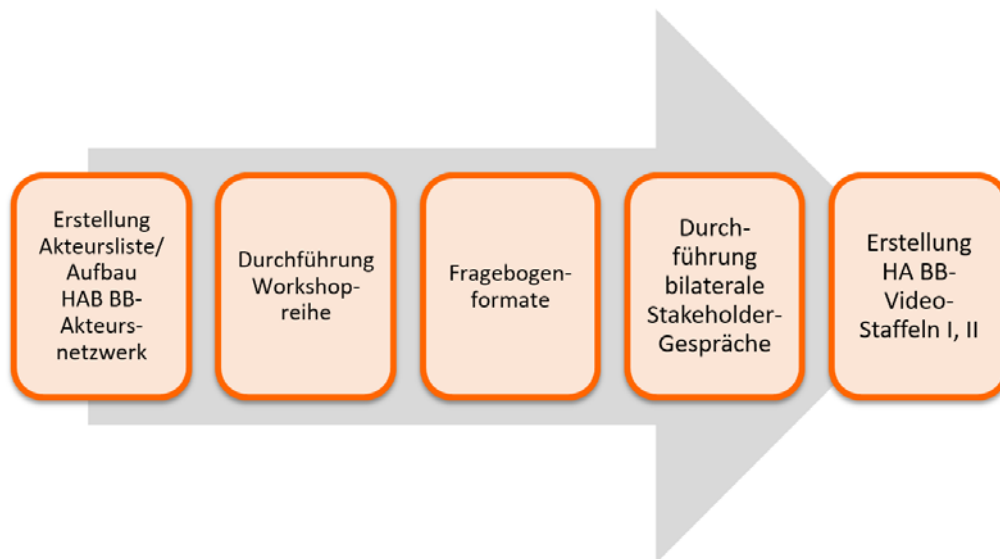 Erstellung
Akteursliste/
Aufbau
HAB BB-
Akteurs-
netzwerk
Durchführung
Workshop-
reihe
Fragebogen-
formate
Durch-
führung
bilaterale
Stakeholder-
Gespräche
Erstellung
HA BB-
Video-
Staffeln I, II